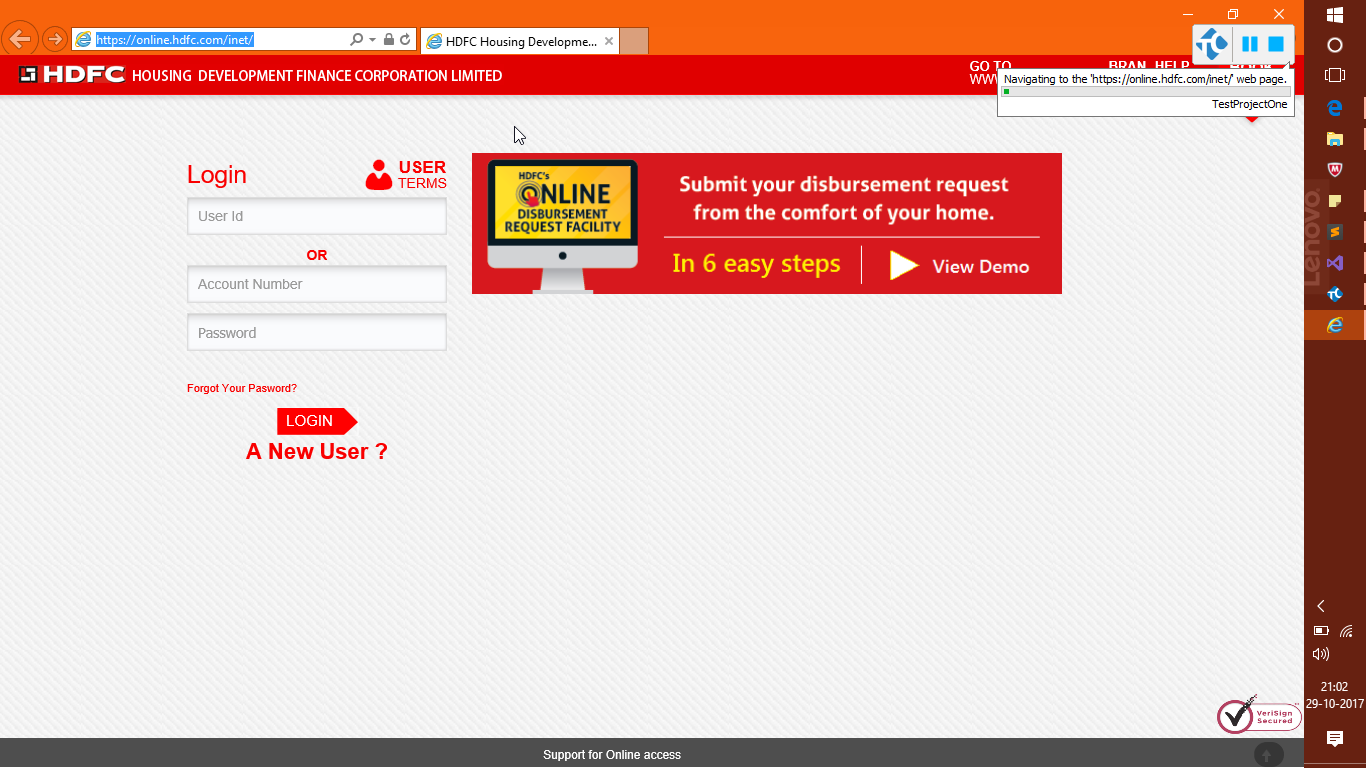 https://online.hdfc.com/inet/
HDFC Housing Developme...
HDFC HOUSING DEVELOPMENT FINANCE CORPORATION LIMITED
GO TO
WWW
BRAN HELP
Navigating to the 'https://online.hdfc.com/inet/' web page.
TestProjectOne
Login
USER
TERMS
User Id
OR
Account Number
Password
Forgot Your Pasword?
LOGIN
A New User ?
HDFC's
ONLINE
DISBURSEMENT
REQUEST FACILITY
Submit your disbursement request
from the comfort of your home.
In 6 easy steps
View Demo
Lenovo
VeriSign
Secured
Support for Online access
21:02
29-10-2017